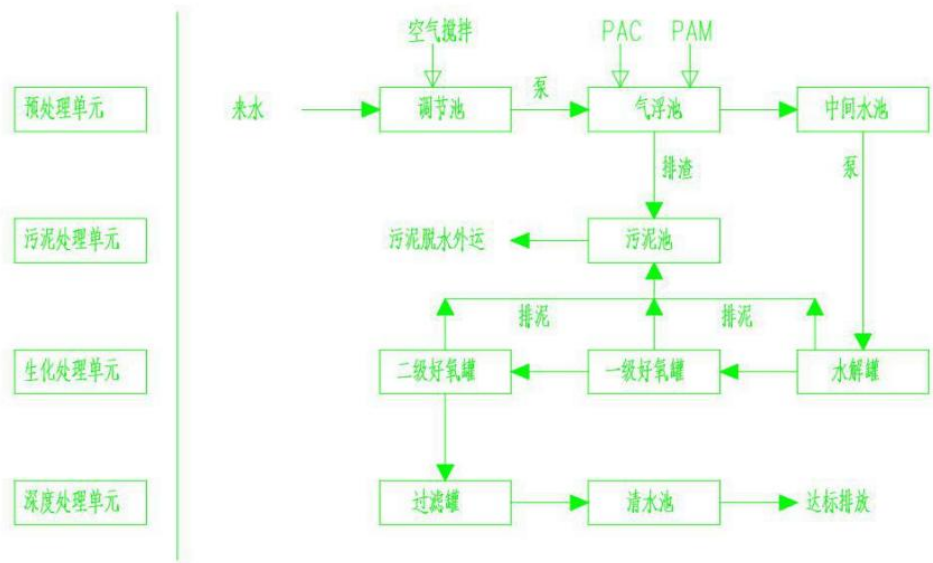 空气搅拌
PAC
PAM
预处理单元
来水
调节池
泵
气浮池
中间水池
排渣
泵
污泥处理单元
污泥脱水外运
污泥池
排泥
排泥
生化处理单元
二级好氧罐
一级好氧罐
水解罐
深度处理单元
过滤罐
清水池
达标排放